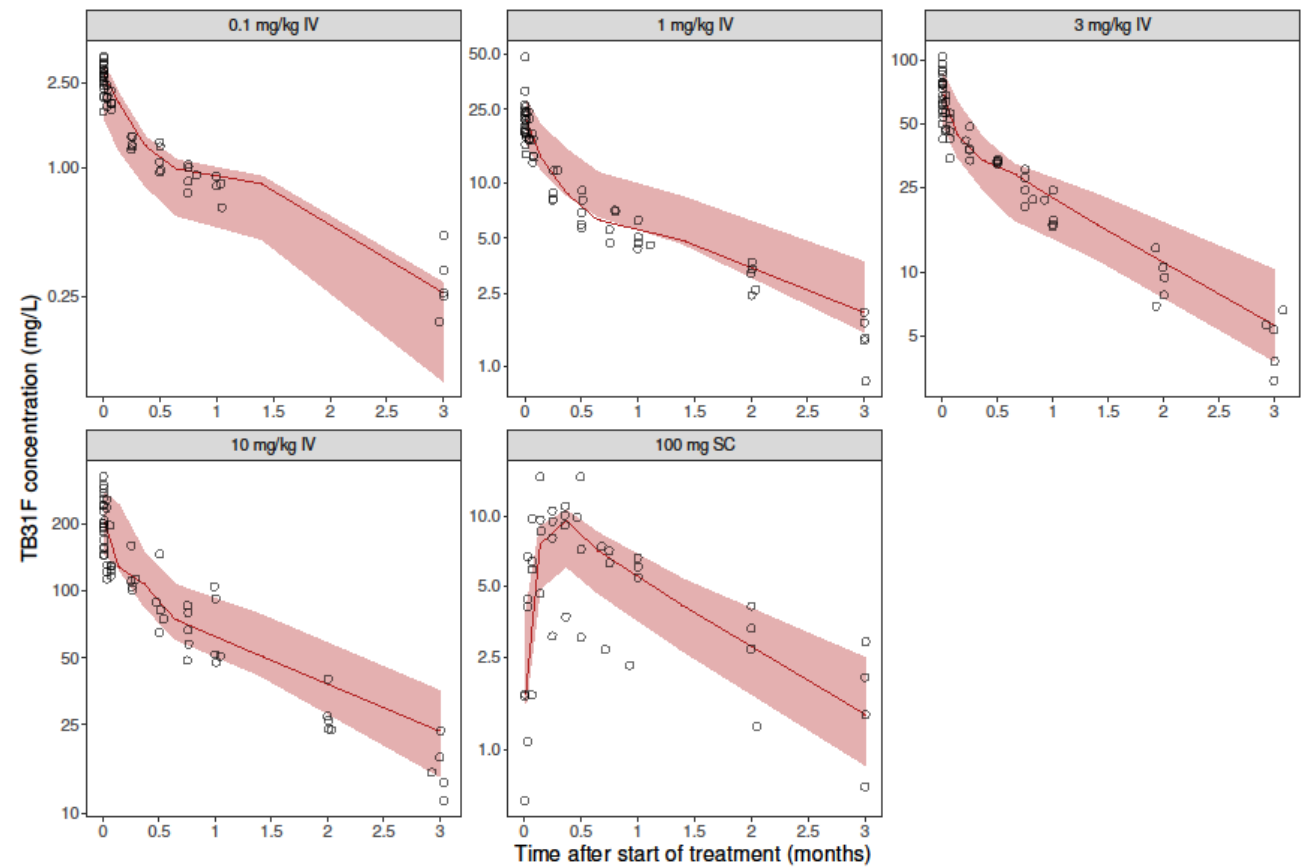 0.1 mg/kg IV
1 mg/kg IV
3 mg/kg IV
2.50
1.00
0.25
0 0.5 1 1.5 2 2.5 3
50.0
25.0
10.0
5.0
2.5
1.0
0 0.5 1 1.5 2 2.5 3
100
50
25
10
5
0 0.5 1 1.5 2 2.5 3
TB31F concentration (mg/L)
10 mg/kg IV
100 mg SC
200
100
50
25
10
0 0.5 1 1.5 2 2.5 3
10.0
5.0
2.5
1.0
0 0.5 1 1.5 2 2.5 3
Time after start of treatment (months)